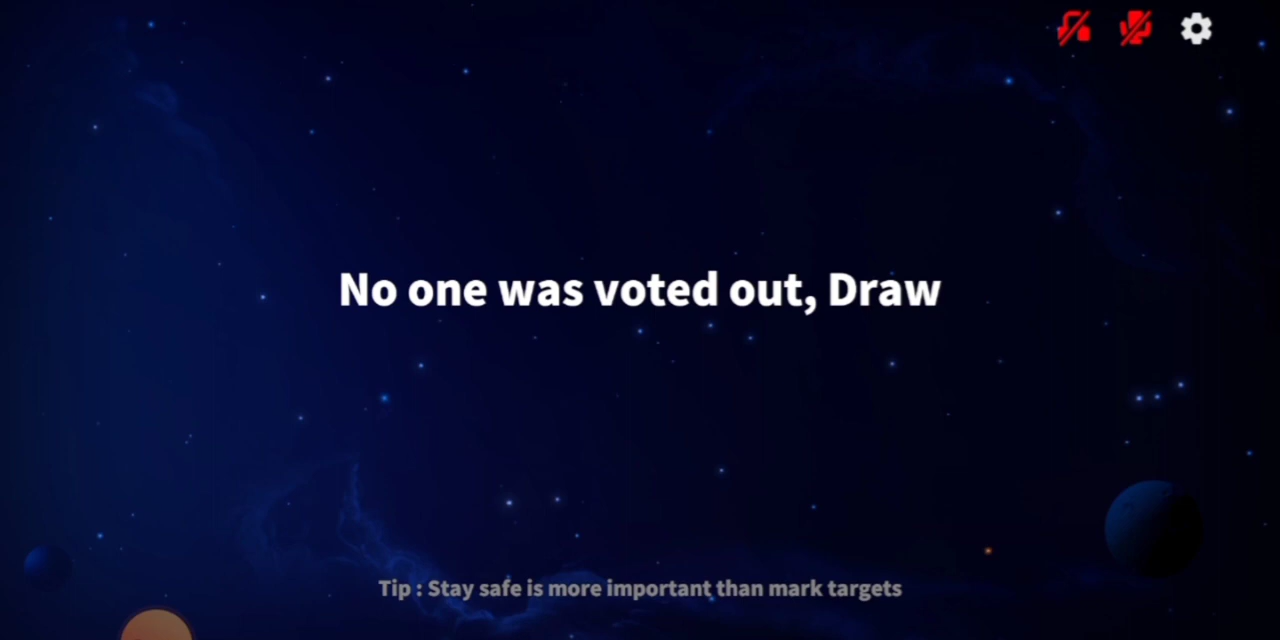 No one was voted out, Draw
Tip : Stay safe is more important than mark targets